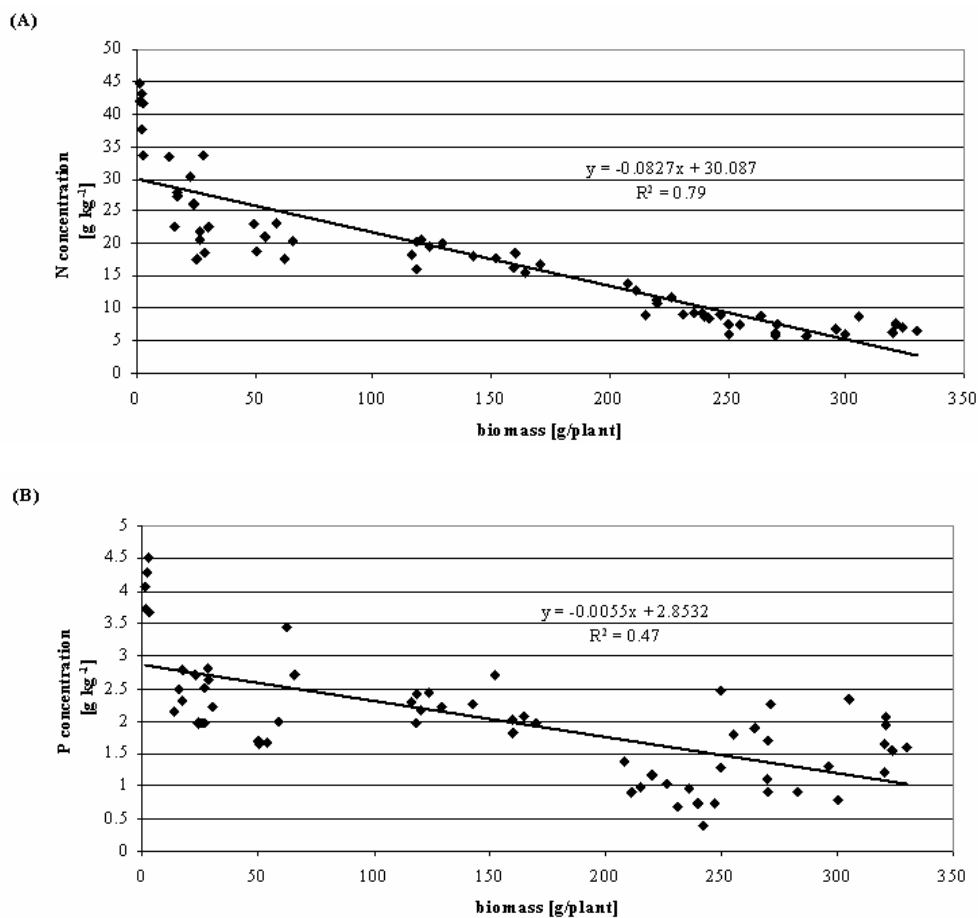 (A)
50
45
40
35
30
25
20
15
10
5
0
N concentration
[g kg⁻¹]
y = -0.0827x + 30.087
R² = 0.79
0 50 100 150 200 250 300 350
biomass [g/plant]
(B)
5
4.5
4
3.5
3
2.5
2
1.5
1
0.5
0
P concentration
[g kg⁻¹]
y = -0.0055x + 2.8532
R² = 0.47
0 50 100 150 200 250 300 350
biomass [g/plant]